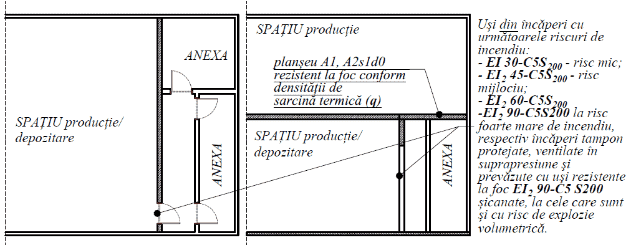 SPAȚIU producție/
depozitare
ANEXA
ANEXA
SPAȚIU producție
planșeu A1, A2s1d0
rezistent la foc conform
densității de
sarcină termică (q)
SPAȚIU producție/
depozitare
ANEXA
Uși din încăperi cu
următoarele riscuri de
incendiu:
- EI 30-C5S200 - risc mic;
- EI2 45-C5S200 - risc
mijlociu;
- EI2 60-C5S200
-EI2 90-C5S200 la risc
foarte mare de incendiu,
respectiv încăperi tampon
protejate, ventilate în
suprapresiune și
prevăzute cu uși rezistente
la foc EI2 90-C5 S200
șicanate, la cele care sunt
și cu risc de explozie
volumetrică.